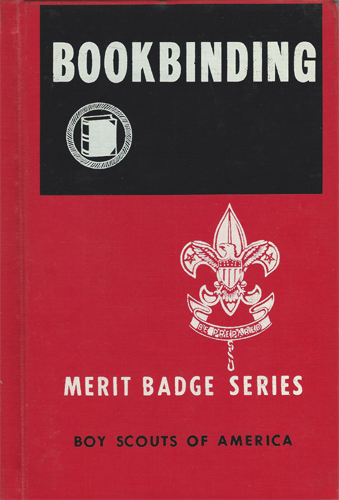 BOOKBINDING
BE PREPARED
MERIT BADGE SERIES
BOY SCOUTS OF AMERICA